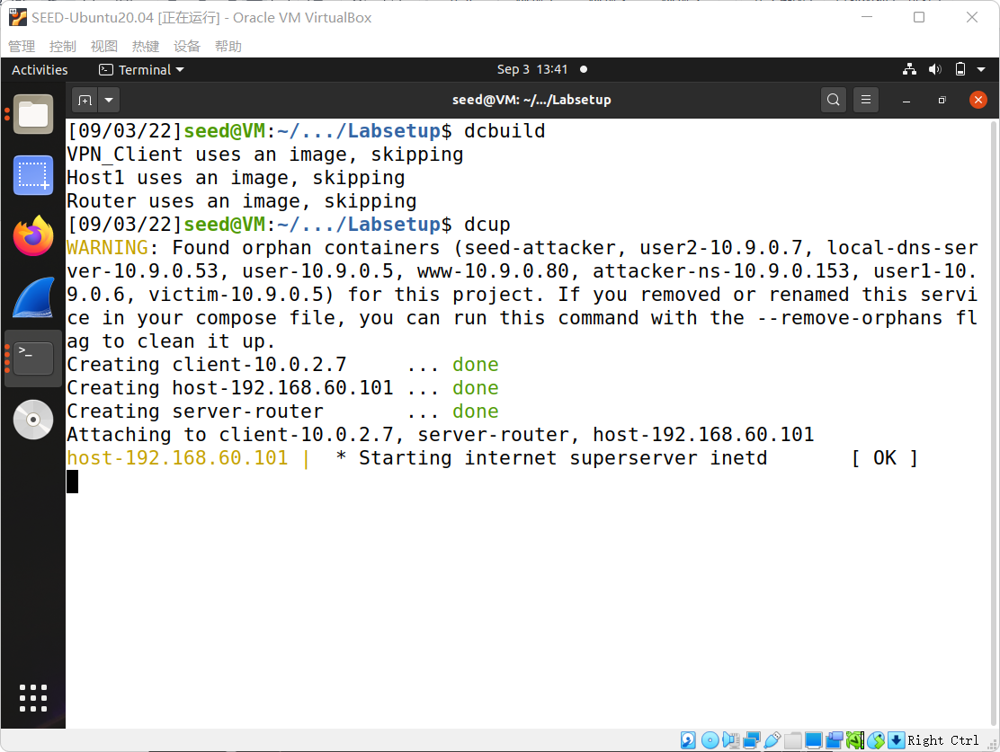 SEED-Ubuntu20.04 [正在运行] - Oracle VM VirtualBox
管理 控制 视图 热键 设备 帮助
Activities Terminal Sep 3 13:41
seed@VM: ~/.../Labsetup
[09/03/22]seed@VM:~/.../Labsetup$ dcbuild
VPN_Client uses an image, skipping
Host1 uses an image, skipping
Router uses an image, skipping
[09/03/22]seed@VM:~/.../Labsetup$ dcup
WARNING: Found orphan containers (seed-attacker, user2-10.9.0.7, local-dns-ser
ver-10.9.0.53, user-10.9.0.5, www-10.9.0.80, attacker-ns-10.9.0.153, user1-10.
9.0.6, victim-10.9.0.5) for this project. If you removed or renamed this servi
ce in your compose file, you can run this command with the --remove-orphans fl
ag to clean it up.
Creating client-10.0.2.7     ... done
Creating host-192.168.60.101 ... done
Creating server-router       ... done
Attaching to client-10.0.2.7, server-router, host-192.168.60.101
host-192.168.60.101 |  * Starting internet superserver inetd       [ OK ]
Right Ctrl